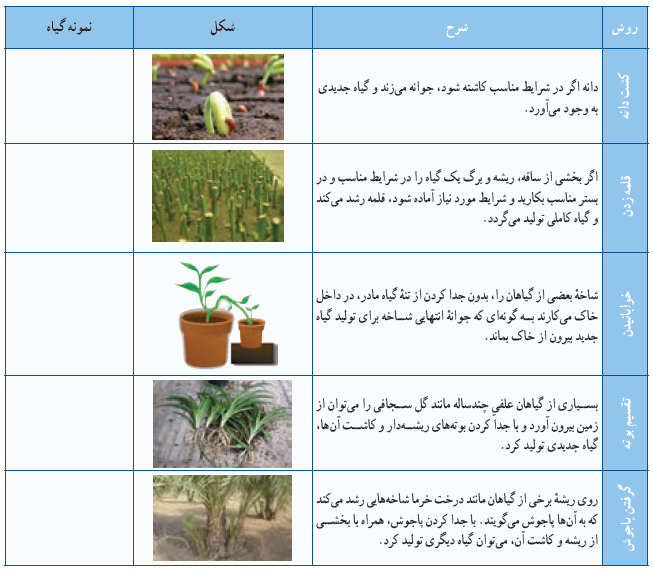 روش
شرح
شکل
نمونه گیاه
کشت دانه
دانه اگر در شرایط مناسب کاشته شود، جوانه می‌زند و گیاه جدیدی
به وجود می‌آورد.
قلمه زدن
اگر بخشی از ساقه، ریشه و برگ یک گیاه را در شرایط مناسب و در
بستر مناسب بکارید و شرایط مورد نیاز آماده شود، قلمه رشد می‌کند
و گیاه کاملی تولید می‌گردد.
خوابانیدن
شاخۀ بعضی از گیاهان را، بدون جدا کردن از تنۀ گیاه مادر، در داخل
خاک می‌کارند به گونه‌ای که جوانۀ انتهایی شاخه برای تولید گیاه
جدید بیرون از خاک بماند.
تقسیم بوته
بسیاری از گیاهان علفیِ چندساله مانند گل سجافی را می‌توان از
زمین بیرون آورد و با جدا کردن بوته‌های ریشه‌دار و کاشت آن‌ها،
گیاه جدیدی تولید کرد.
گرفتن پاجوش
روی ریشۀ برخی از گیاهان مانند درخت خرما شاخه‌هایی رشد می‌کند
که به آن‌ها پاجوش می‌گویند. با جدا کردن پاجوش، همراه با بخشی
از ریشه و کاشت آن، می‌توان گیاه دیگری تولید کرد.